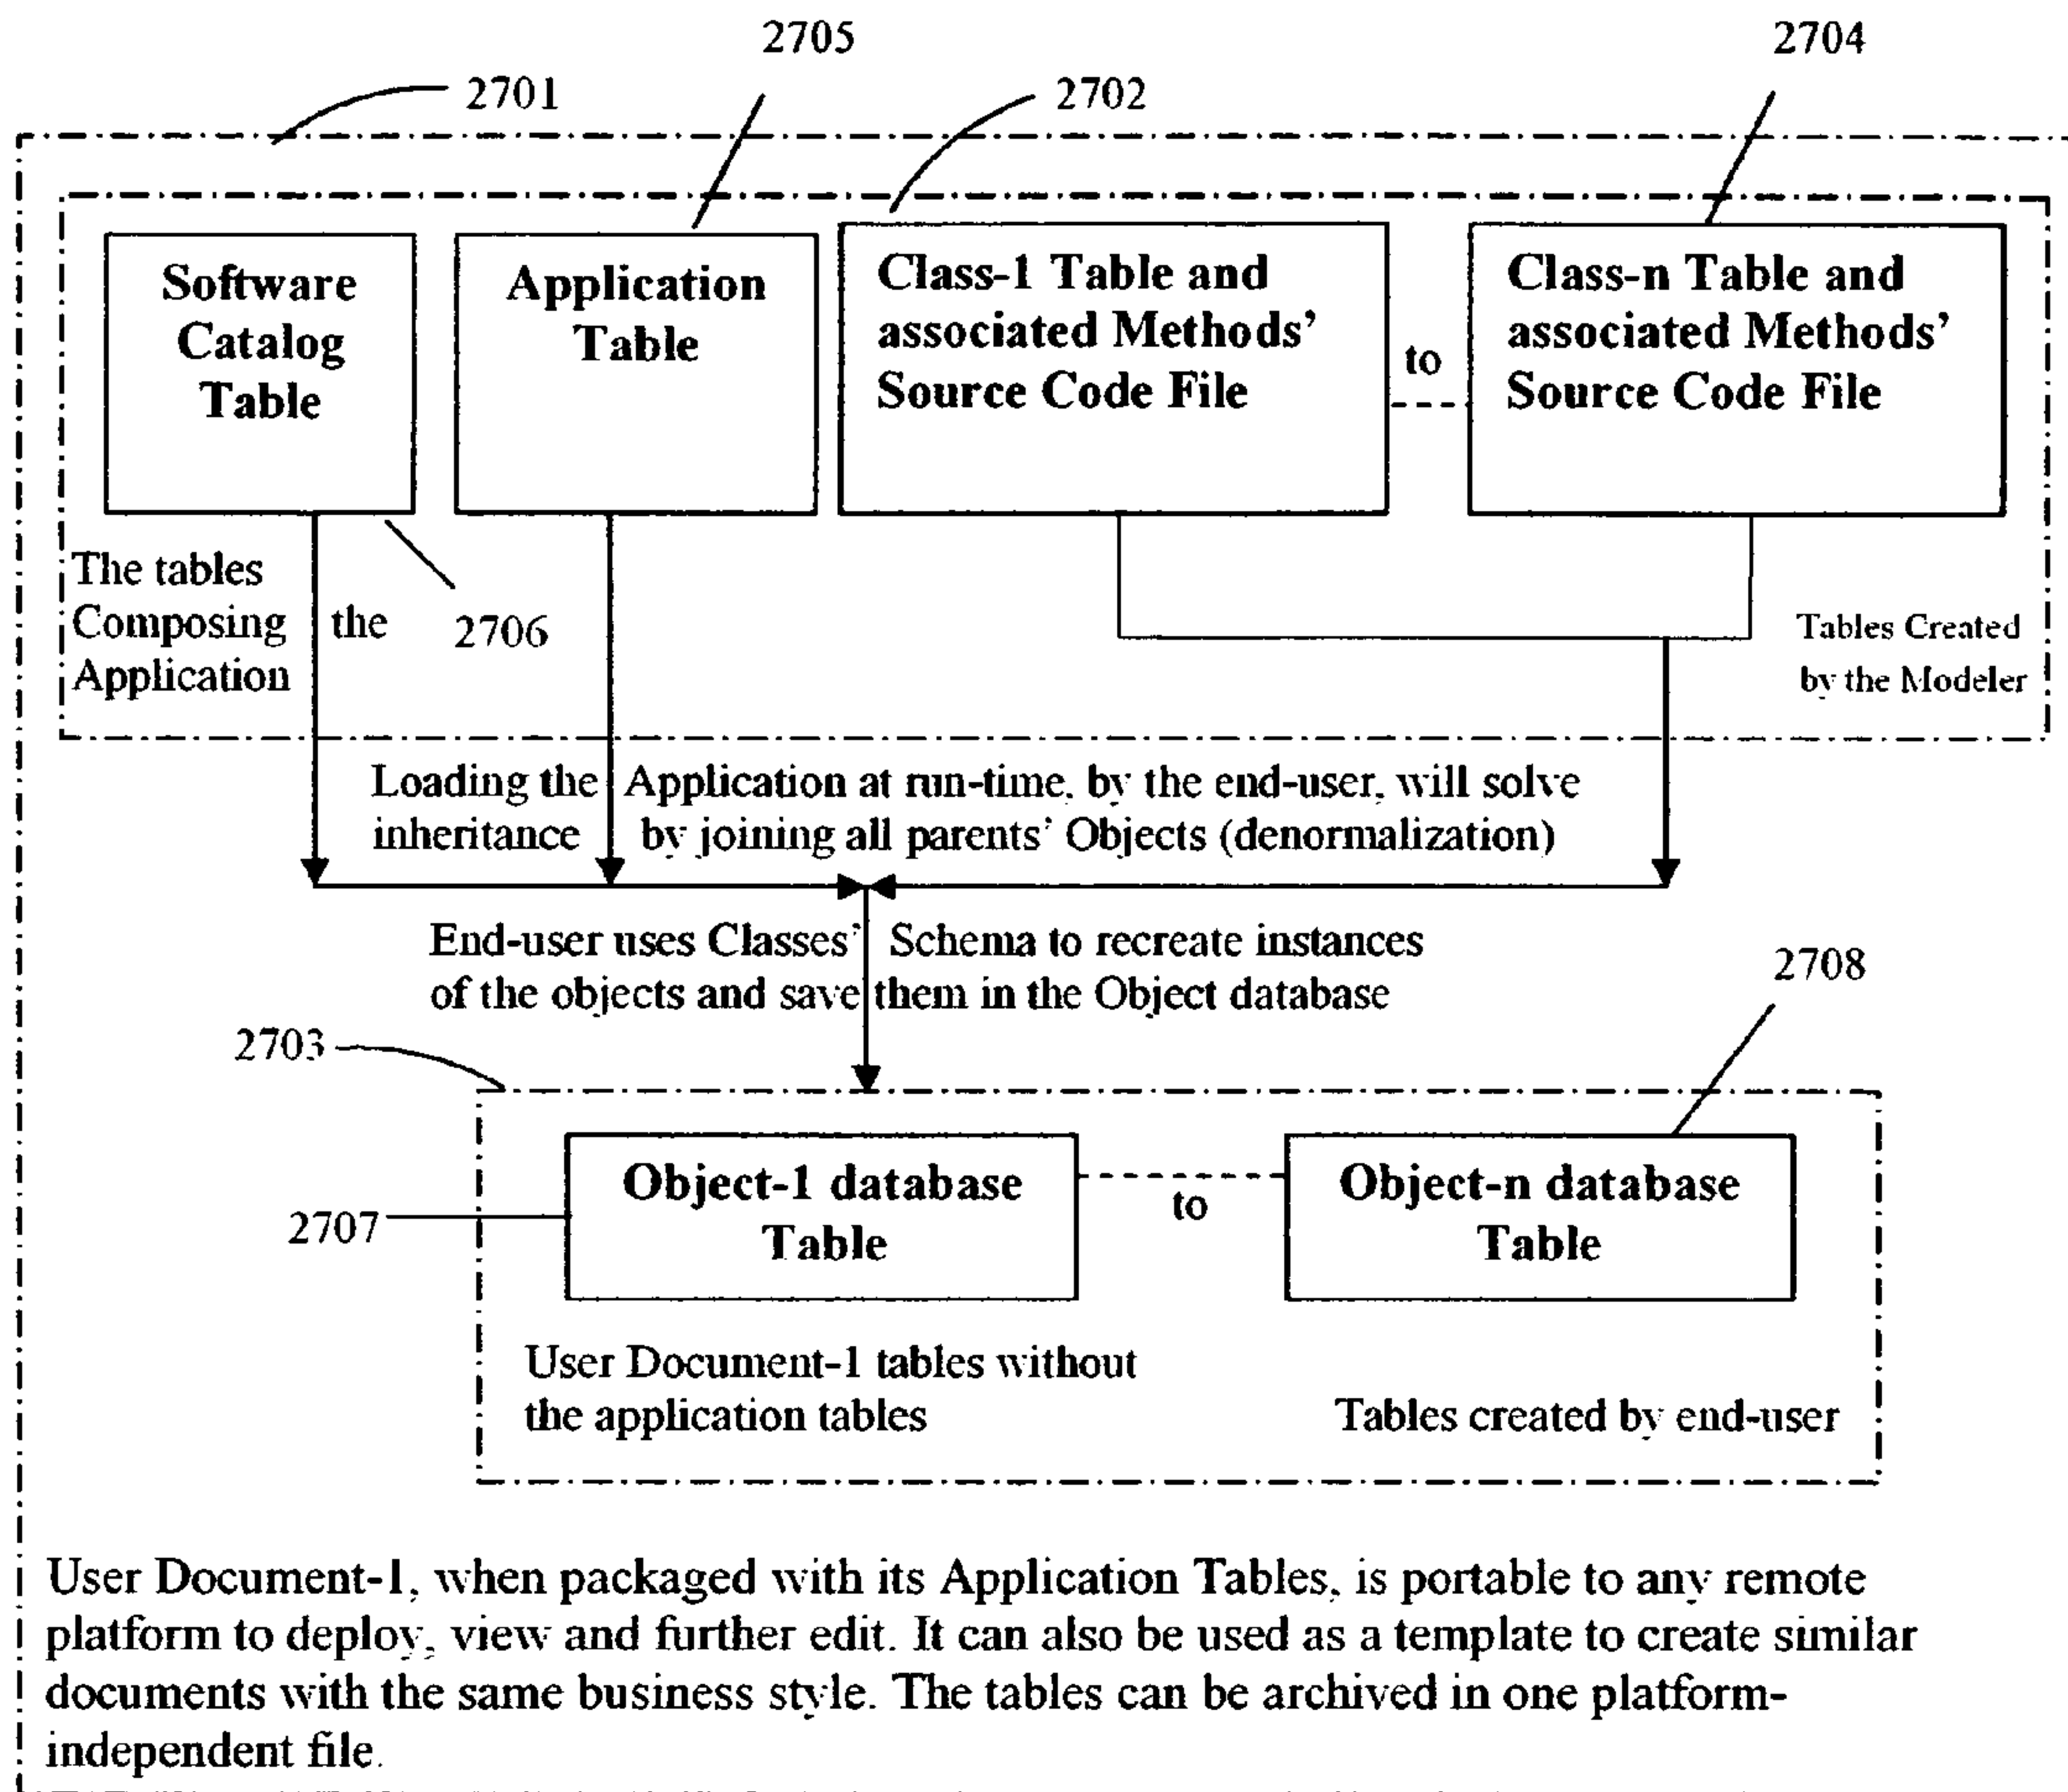 2705
2704
2701
2702
Software
Catalog
Table
Application
Table
Class-1 Table and
associated Methods’
Source Code File
to
Class-n Table and
associated Methods’
Source Code File
The tables
Composing the
Application
2706
Tables Created
by the Modeler
Loading the Application at run-time, by the end-user, will solve
inheritance by joining all parents’ Objects (denormalization)
End-user uses Classes’ Schema to recreate instances
of the objects and save them in the Object database
2708
2703
Object-1 database
Table
to
Object-n database
Table
2707
User Document-1 tables without
the application tables
Tables created by end-user
User Document-1, when packaged with its Application Tables, is portable to any remote
platform to deploy, view and further edit. It can also be used as a template to create similar
documents with the same business style. The tables can be archived in one platform-
independent file.